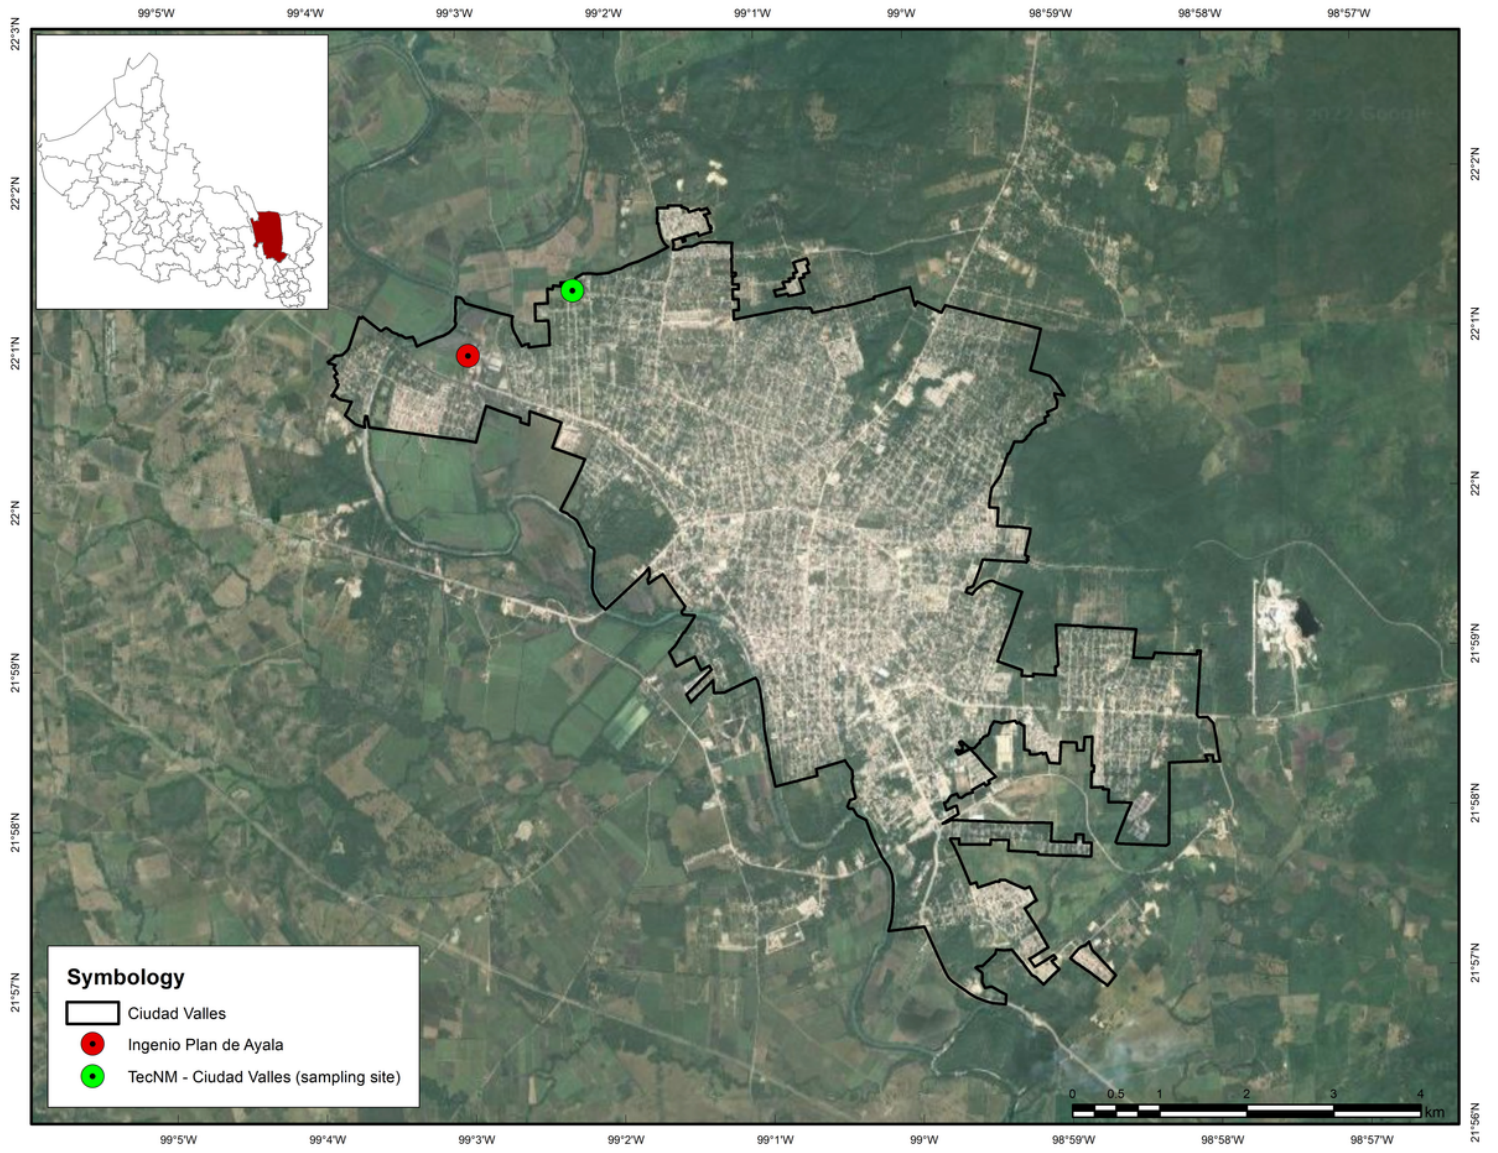 99°5'W 99°4'W 99°3'W 99°2'W 99°1'W 99°W 98°59'W 98°58'W 98°57'W
22°3'N
22°2'N
22°1'N
22°N
21°59'N
21°58'N
21°57'N
© 2022 Google
22°2'N
22°1'N
22°N
21°59'N
21°58'N
21°57'N
21°56'N
Symbology
Ciudad Valles
Ingenio Plan de Ayala
TecNM - Ciudad Valles (sampling site)
0 0.5 1 2 3 4
km
99°5'W 99°4'W 99°3'W 99°2'W 99°1'W 99°W 98°59'W 98°58'W 98°57'W